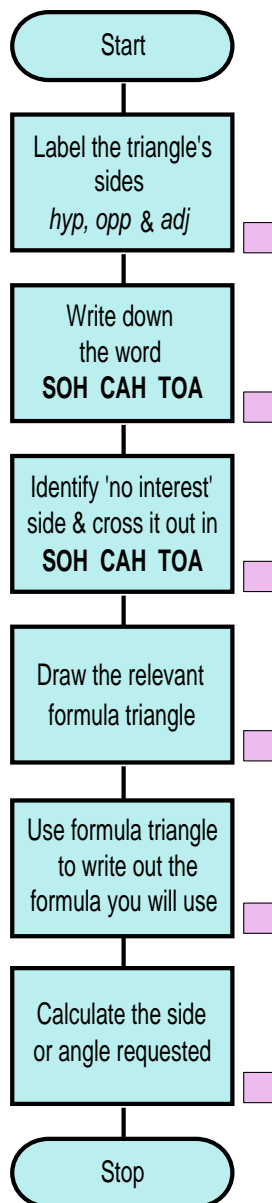 Start
Label the triangle's
sides
hyp, opp & adj
Write down
the word
SOH CAH TOA
Identify 'no interest'
side & cross it out in
SOH CAH TOA
Draw the relevant
formula triangle
Use formula triangle
to write out the
formula you will use
Calculate the side
or angle requested
Stop